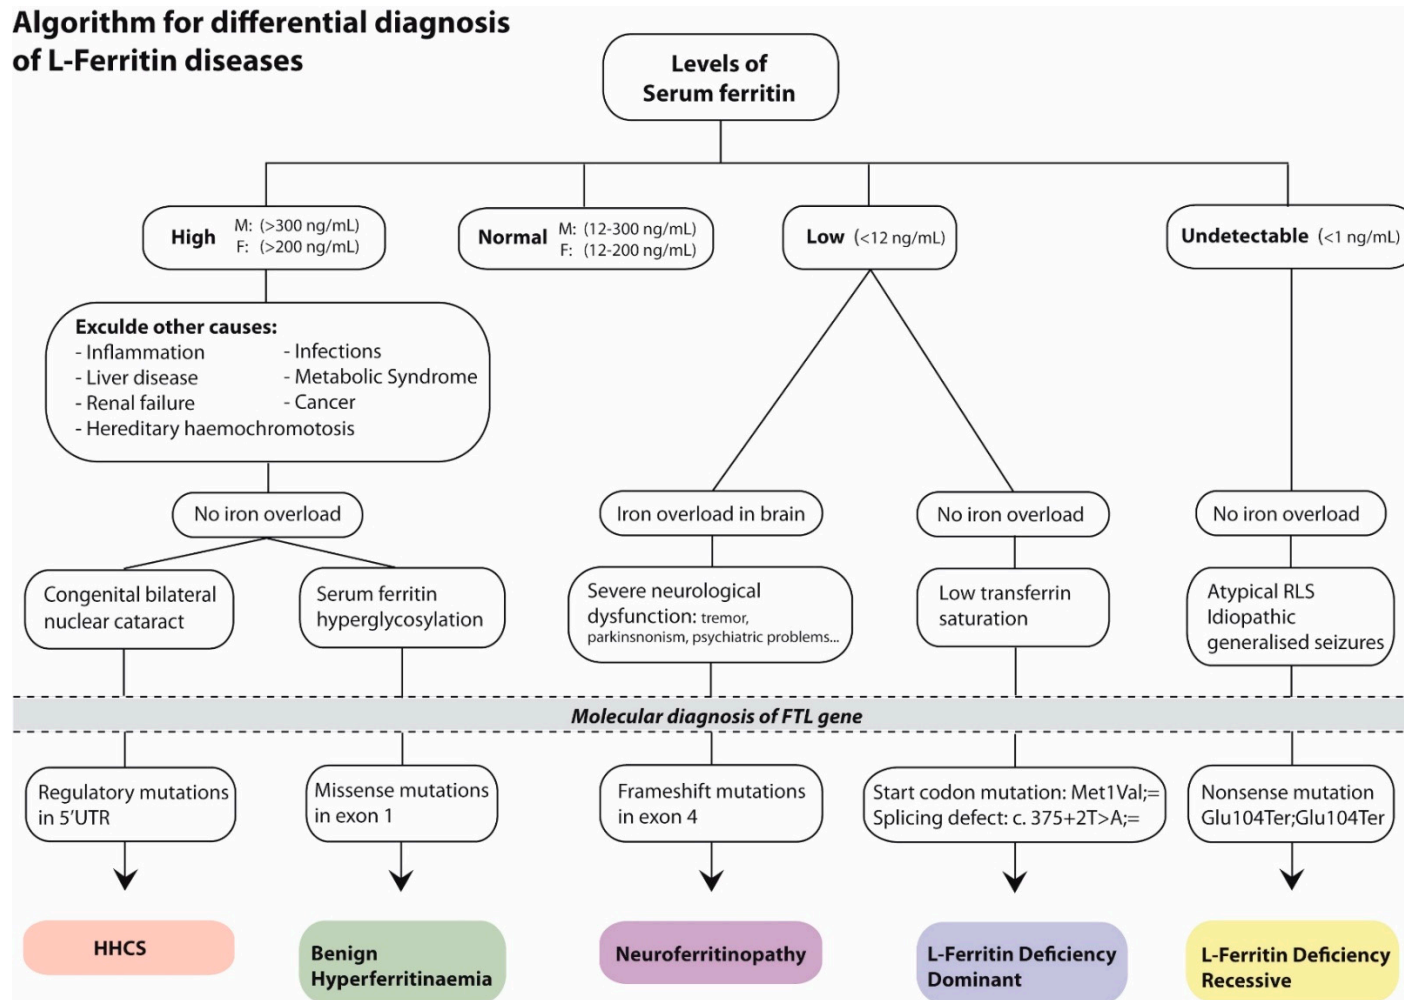 Algorithm for differential diagnosis
of L-Ferritin diseases
Levels of
Serum ferritin
High M: (>300 ng/mL)
F: (>200 ng/mL)
Normal M: (12-300 ng/mL)
F: (12-200 ng/mL)
Low (<12 ng/mL)
Undetectable (<1 ng/mL)
Exculde other causes:
- Inflammation - Infections
- Liver disease - Metabolic Syndrome
- Renal failure - Cancer
- Hereditary haemochromotosis
No iron overload
Iron overload in brain
No iron overload
No iron overload
Congenital bilateral
nuclear cataract
Serum ferritin
hyperglycosylation
Severe neurological
dysfunction: tremor,
parkinsnonism, psychiatric problems...
Low transferrin
saturation
Atypical RLS
Idiopathic
generalised seizures
Molecular diagnosis of FTL gene
Regulatory mutations
in 5'UTR
Missense mutations
in exon 1
Frameshift mutations
in exon 4
Start codon mutation: Met1Val;=
Splicing defect: c. 375+2T>A;=
Nonsense mutation
Glu104Ter;Glu104Ter
HHCS
Benign
Hyperferritinaemia
Neuroferritinopathy
L-Ferritin Deficiency
Dominant
L-Ferritin Deficiency
Recessive